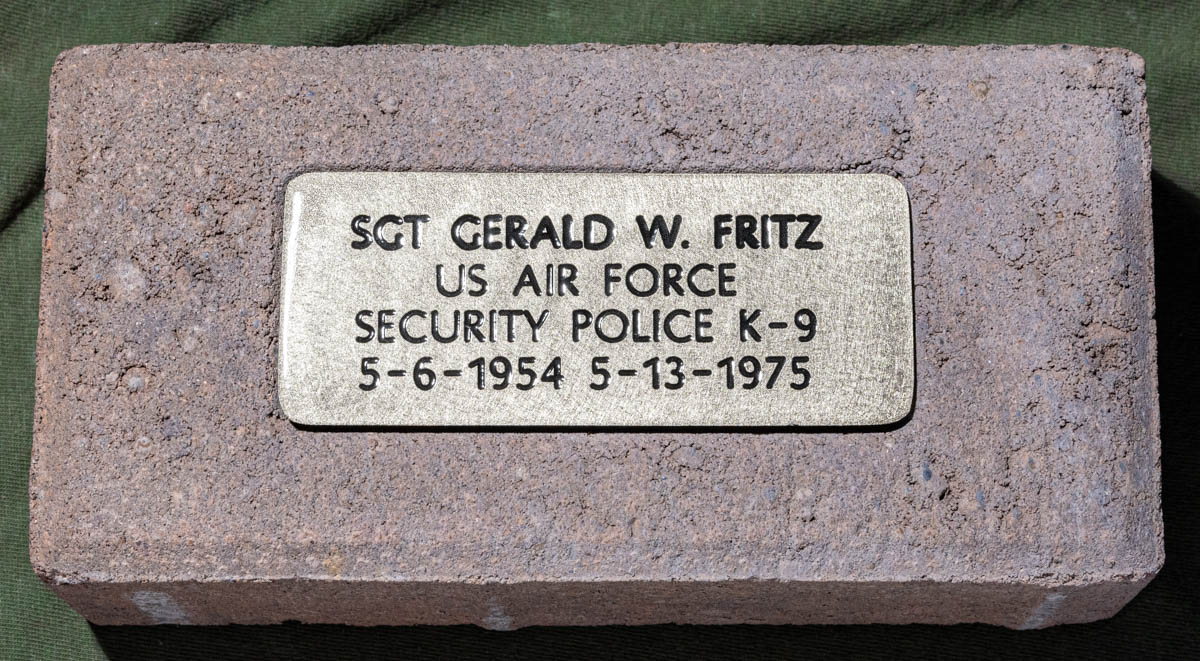 SGT GERALD W. FRITZ
US AIR FORCE
SECURITY POLICE K-9
5-6-1954 5-13-1975